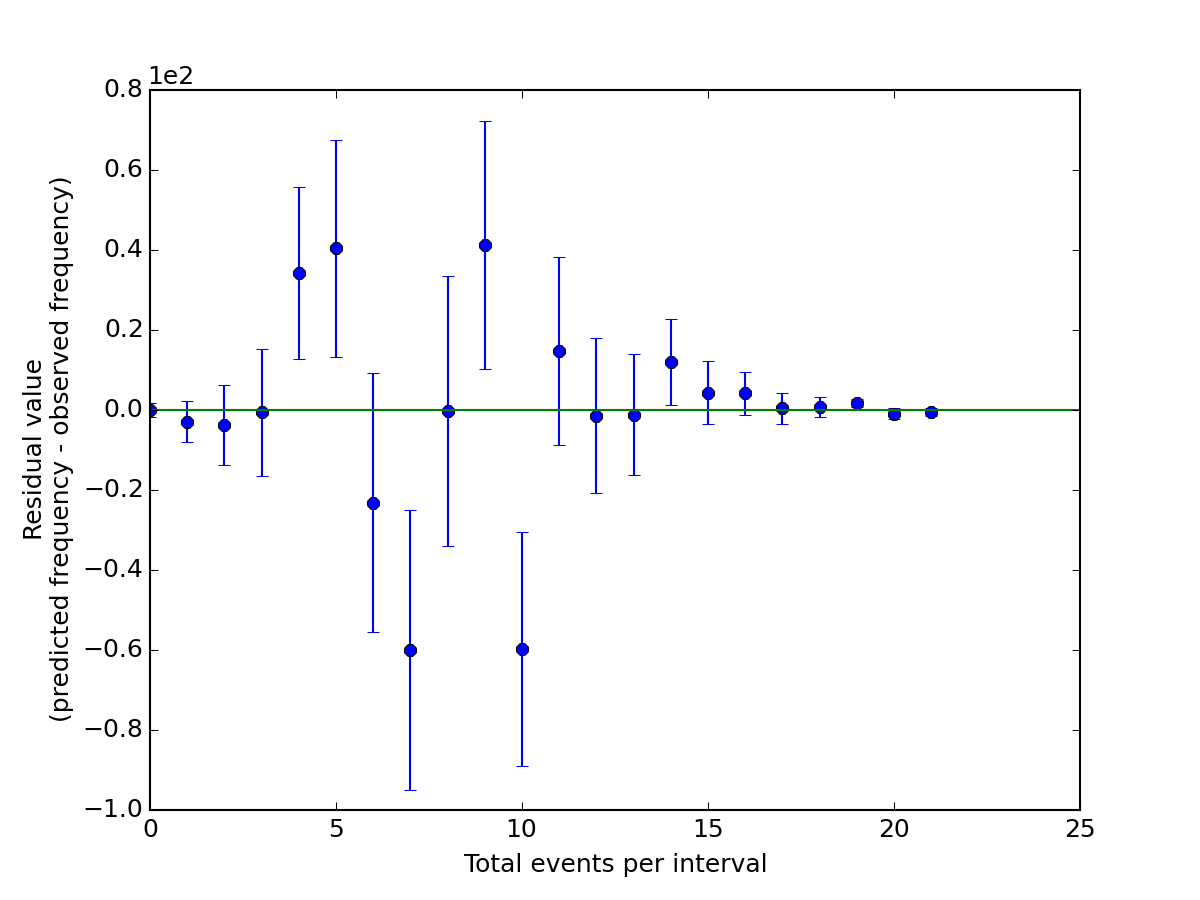 1e2
0.8
0.6
0.4
0.2
0.0
−0.2
−0.4
−0.6
−0.8
−1.0
Residual value
(predicted frequency - observed frequency)
0 5 10 15 20 25
Total events per interval